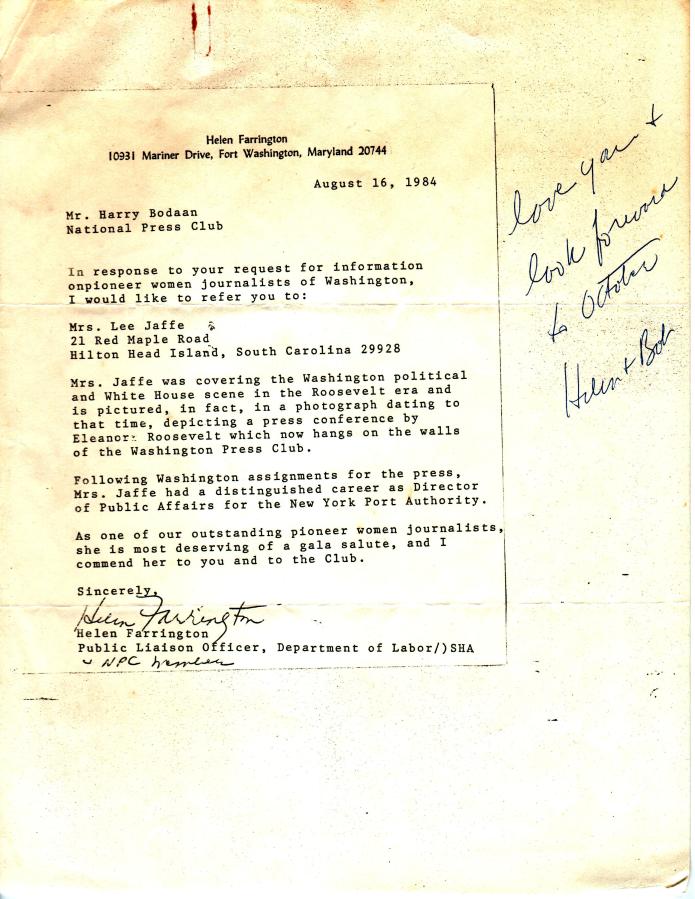 Helen Farrington
10931 Mariner Drive, Fort Washington, Maryland 20744
August 16, 1984
Mr. Harry Bodaan
National Press Club
In response to your request for information
onpioneer women journalists of Washington,
I would like to refer you to:
Mrs. Lee Jaffe
21 Red Maple Road
Hilton Head Island, South Carolina 29928
Mrs. Jaffe was covering the Washington political
and White House scene in the Roosevelt era and
is pictured, in fact, in a photograph dating to
that time, depicting a press conference by
Eleanor Roosevelt which now hangs on the walls
of the Washington Press Club.
Following Washington assignments for the press,
Mrs. Jaffe had a distinguished career as Director
of Public Affairs for the New York Port Authority.
As one of our outstanding pioneer women journalists,
she is most deserving of a gala salute, and I
commend her to you and to the Club.
Sincerely,
Helen Farrington
Helen Farrington
Public Liaison Officer, Department of Labor/)SHA
NPC member
love you +
look forward
to October
Helen + Bob